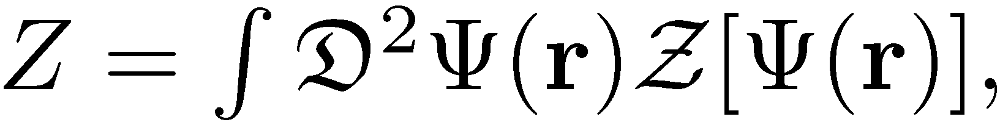 Z = ∫ 𝔇²Ψ(𝐫) 𝒵[Ψ(𝐫)],